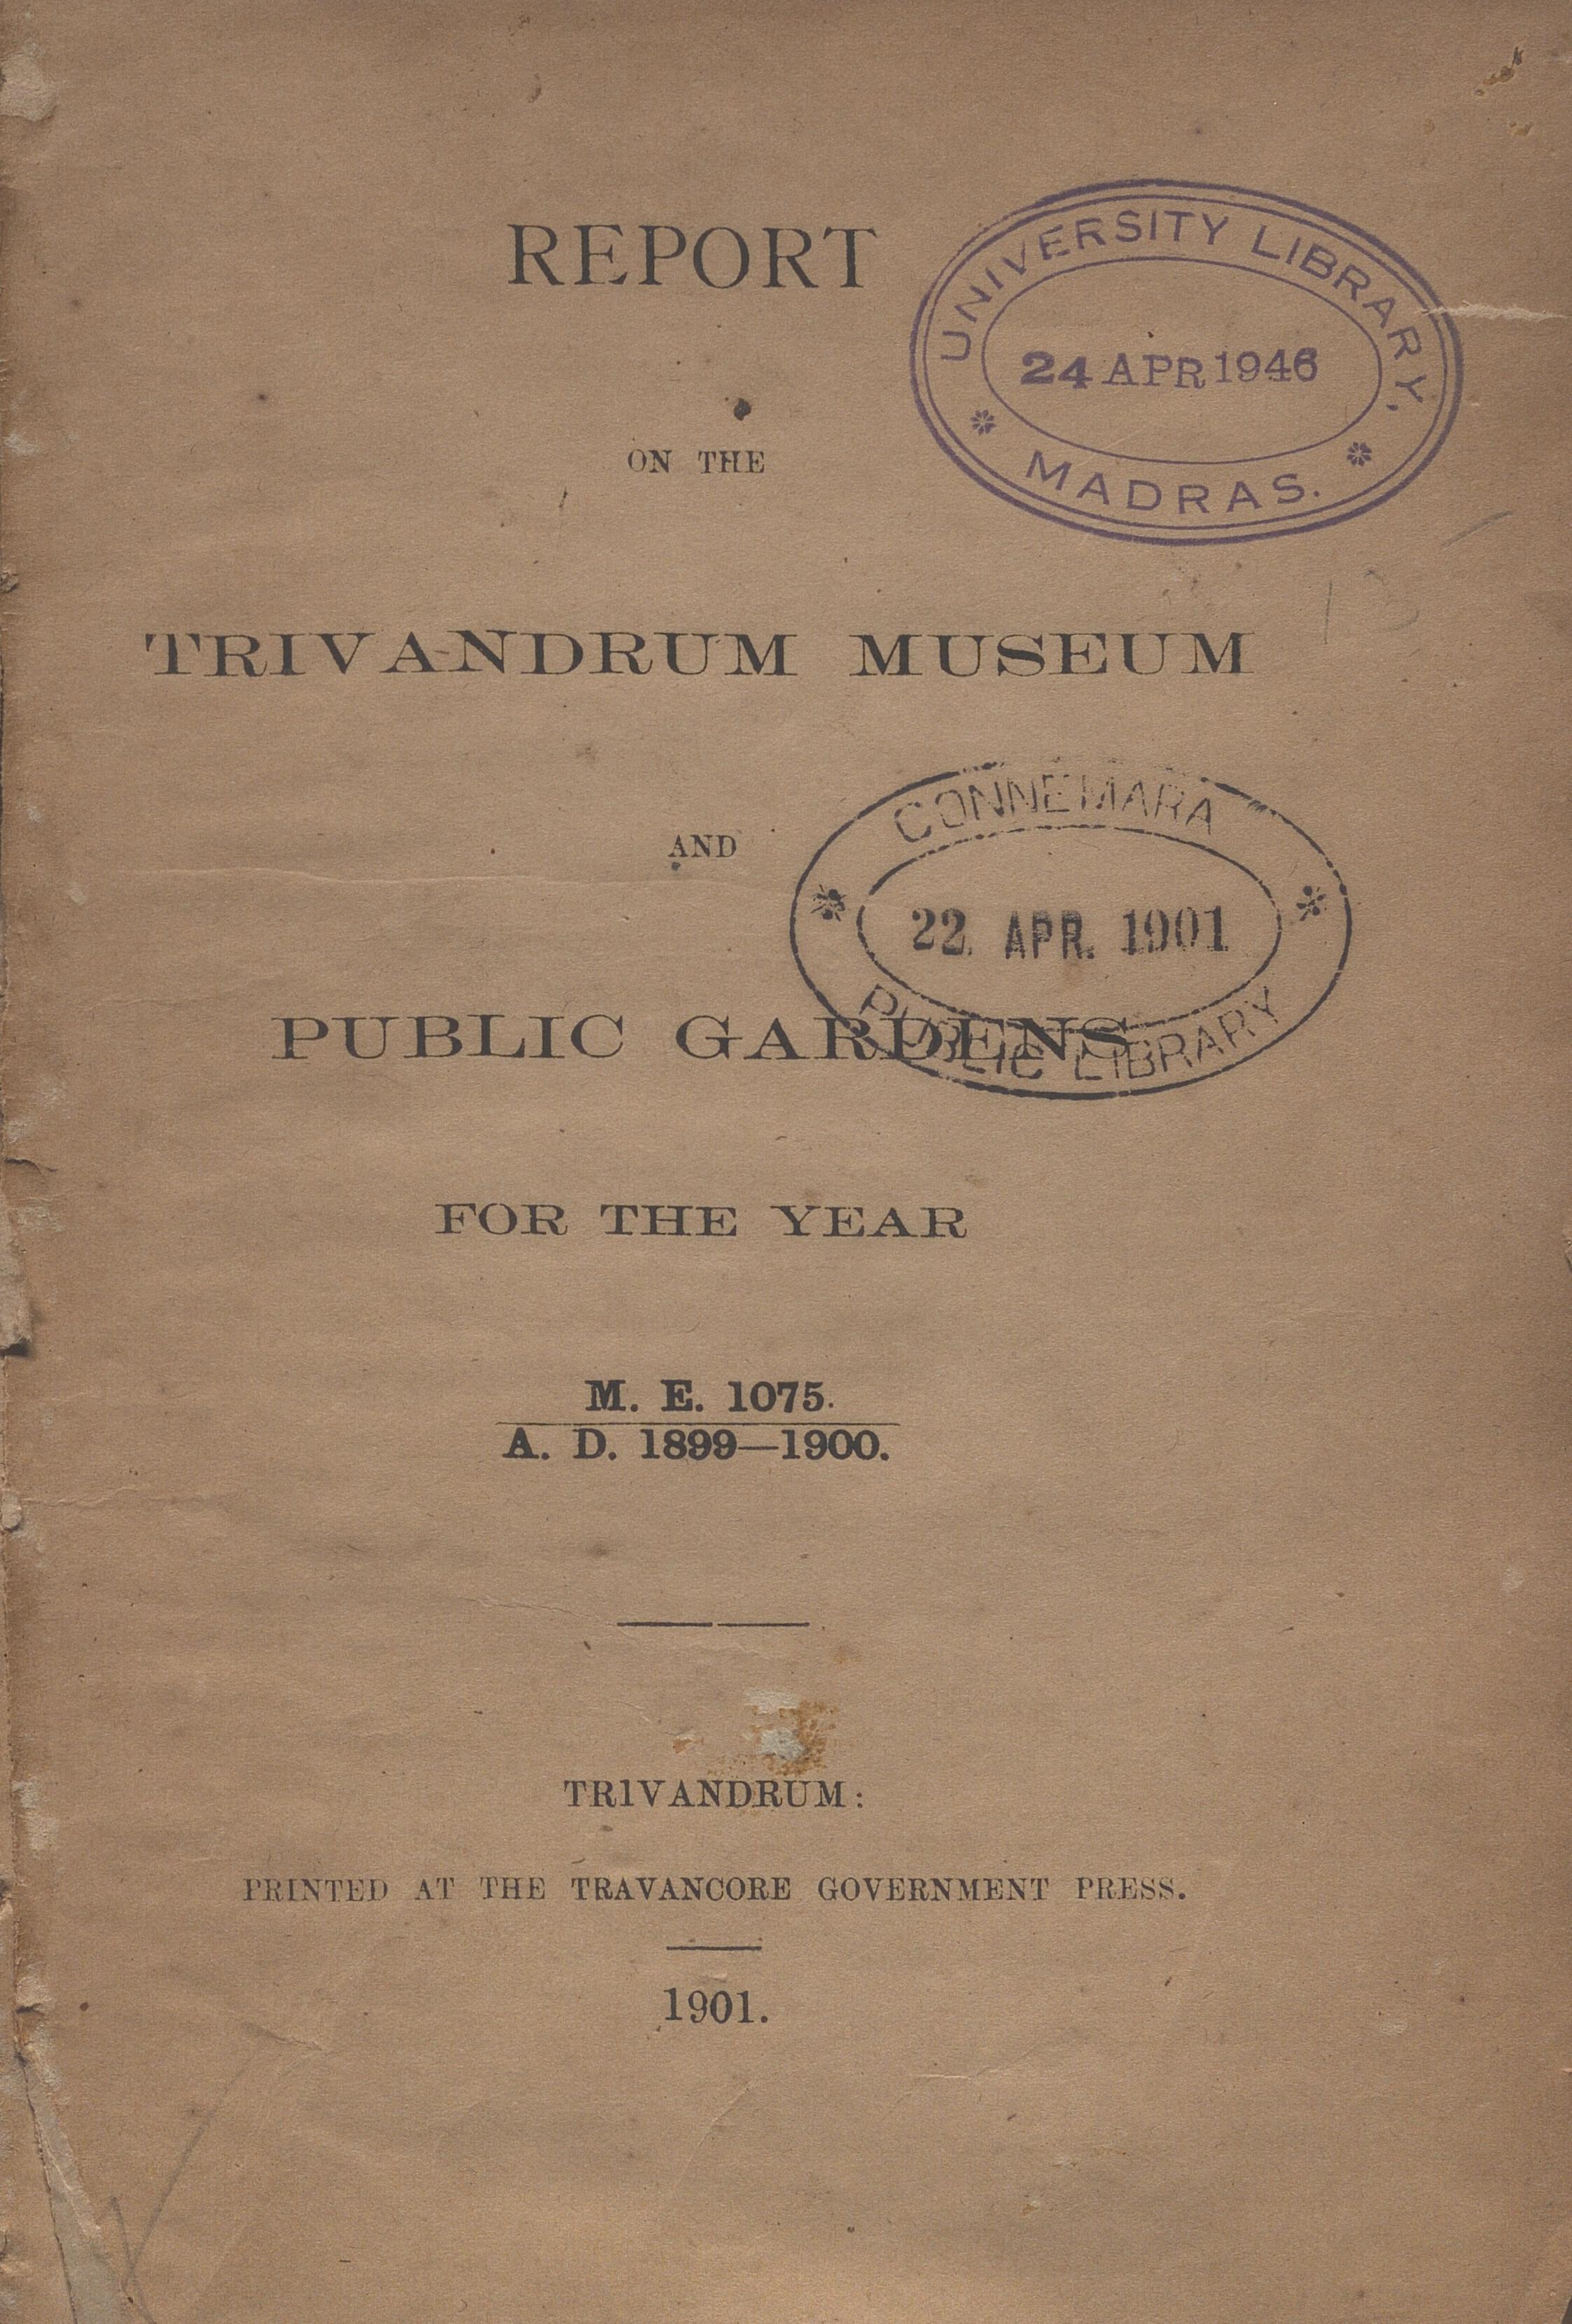 REPORT
UNIVERSITY LIBRARY,
24 APR 1946
MADRAS.
ON THE
TRIVANDRUM MUSEUM
AND
CONNEMARA
22 APR. 1901
PUBLIC LIBRARY
PUBLIC GARDENS
FOR THE YEAR
M. E. 1075.
A. D. 1899—1900.
TRIVANDRUM:
PRINTED AT THE TRAVANCORE GOVERNMENT PRESS.
1901.